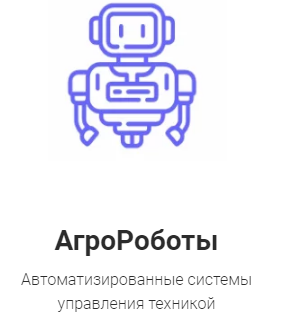 АгроРоботы
Автоматизированные системы
управления техникой